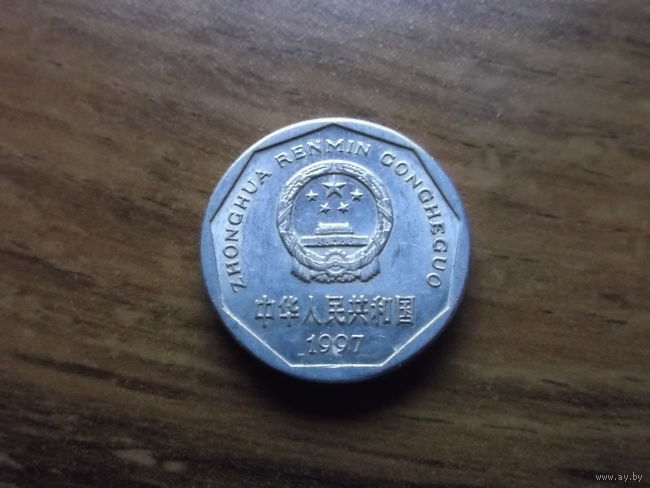 ZHONGHUA RENMIN GONGHEGUO
中华人民共和国
1997
www.ay.by